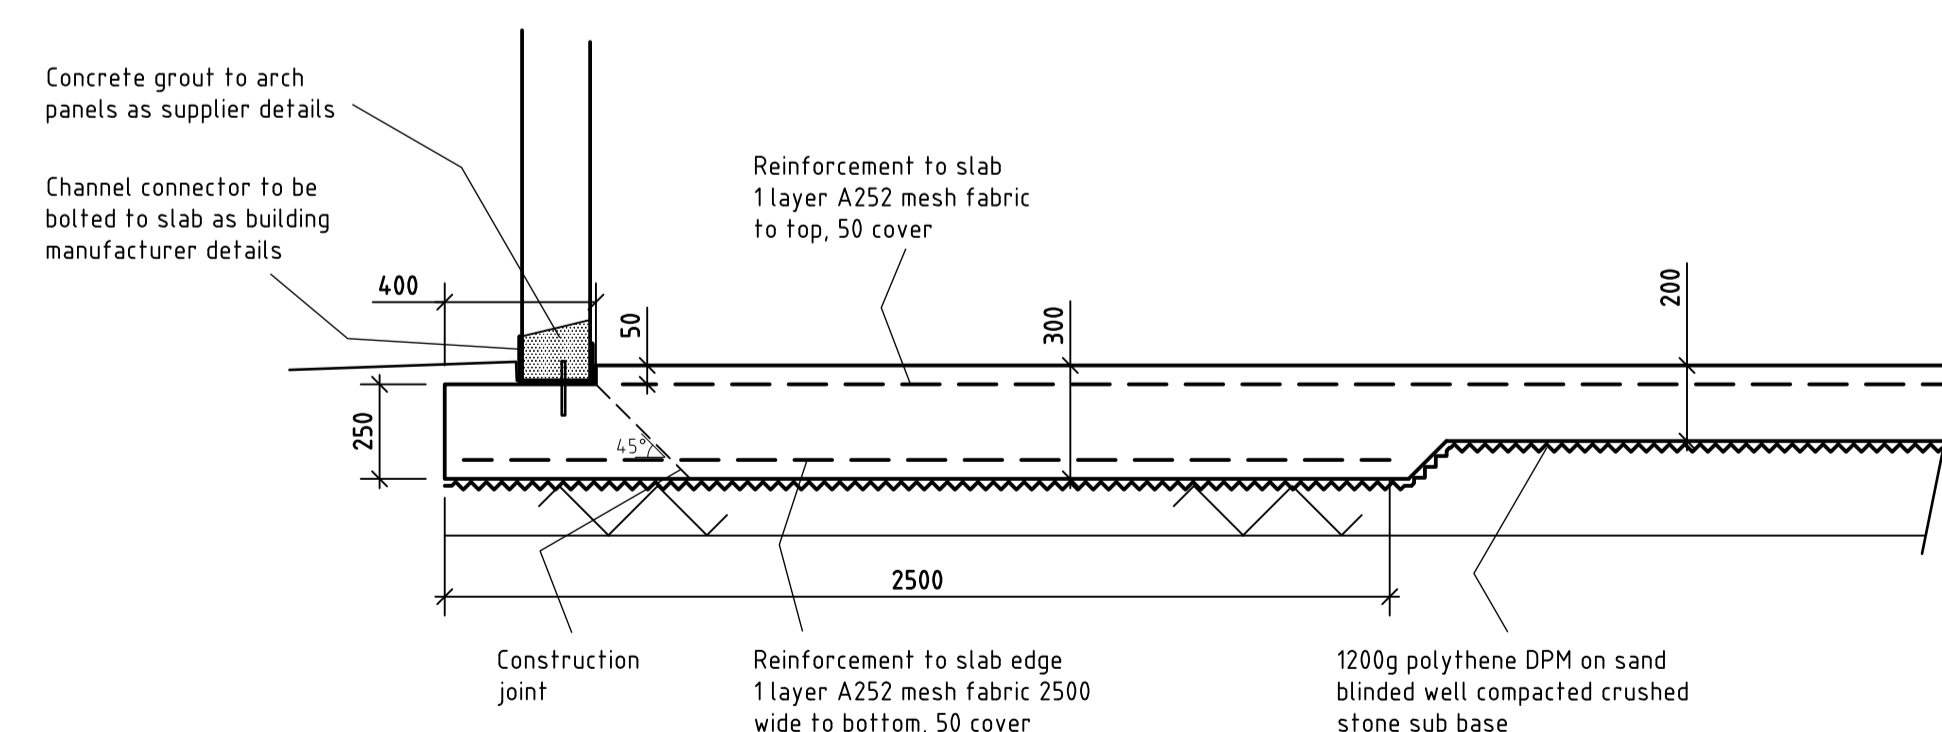 Concrete grout to arch
panels as supplier details
Channel connector to be
bolted to slab as building
manufacturer details
Reinforcement to slab
1 layer A252 mesh fabric
to top, 50 cover
400
50
300
200
250
45°
2500
Construction
joint
Reinforcement to slab edge
1 layer A252 mesh fabric 2500
wide to bottom, 50 cover
1200g polythene DPM on sand
blinded well compacted crushed
stone sub base